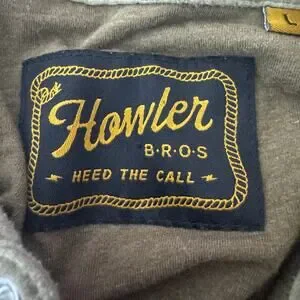 Howler
B·R·O·S
HEED THE CALL
L